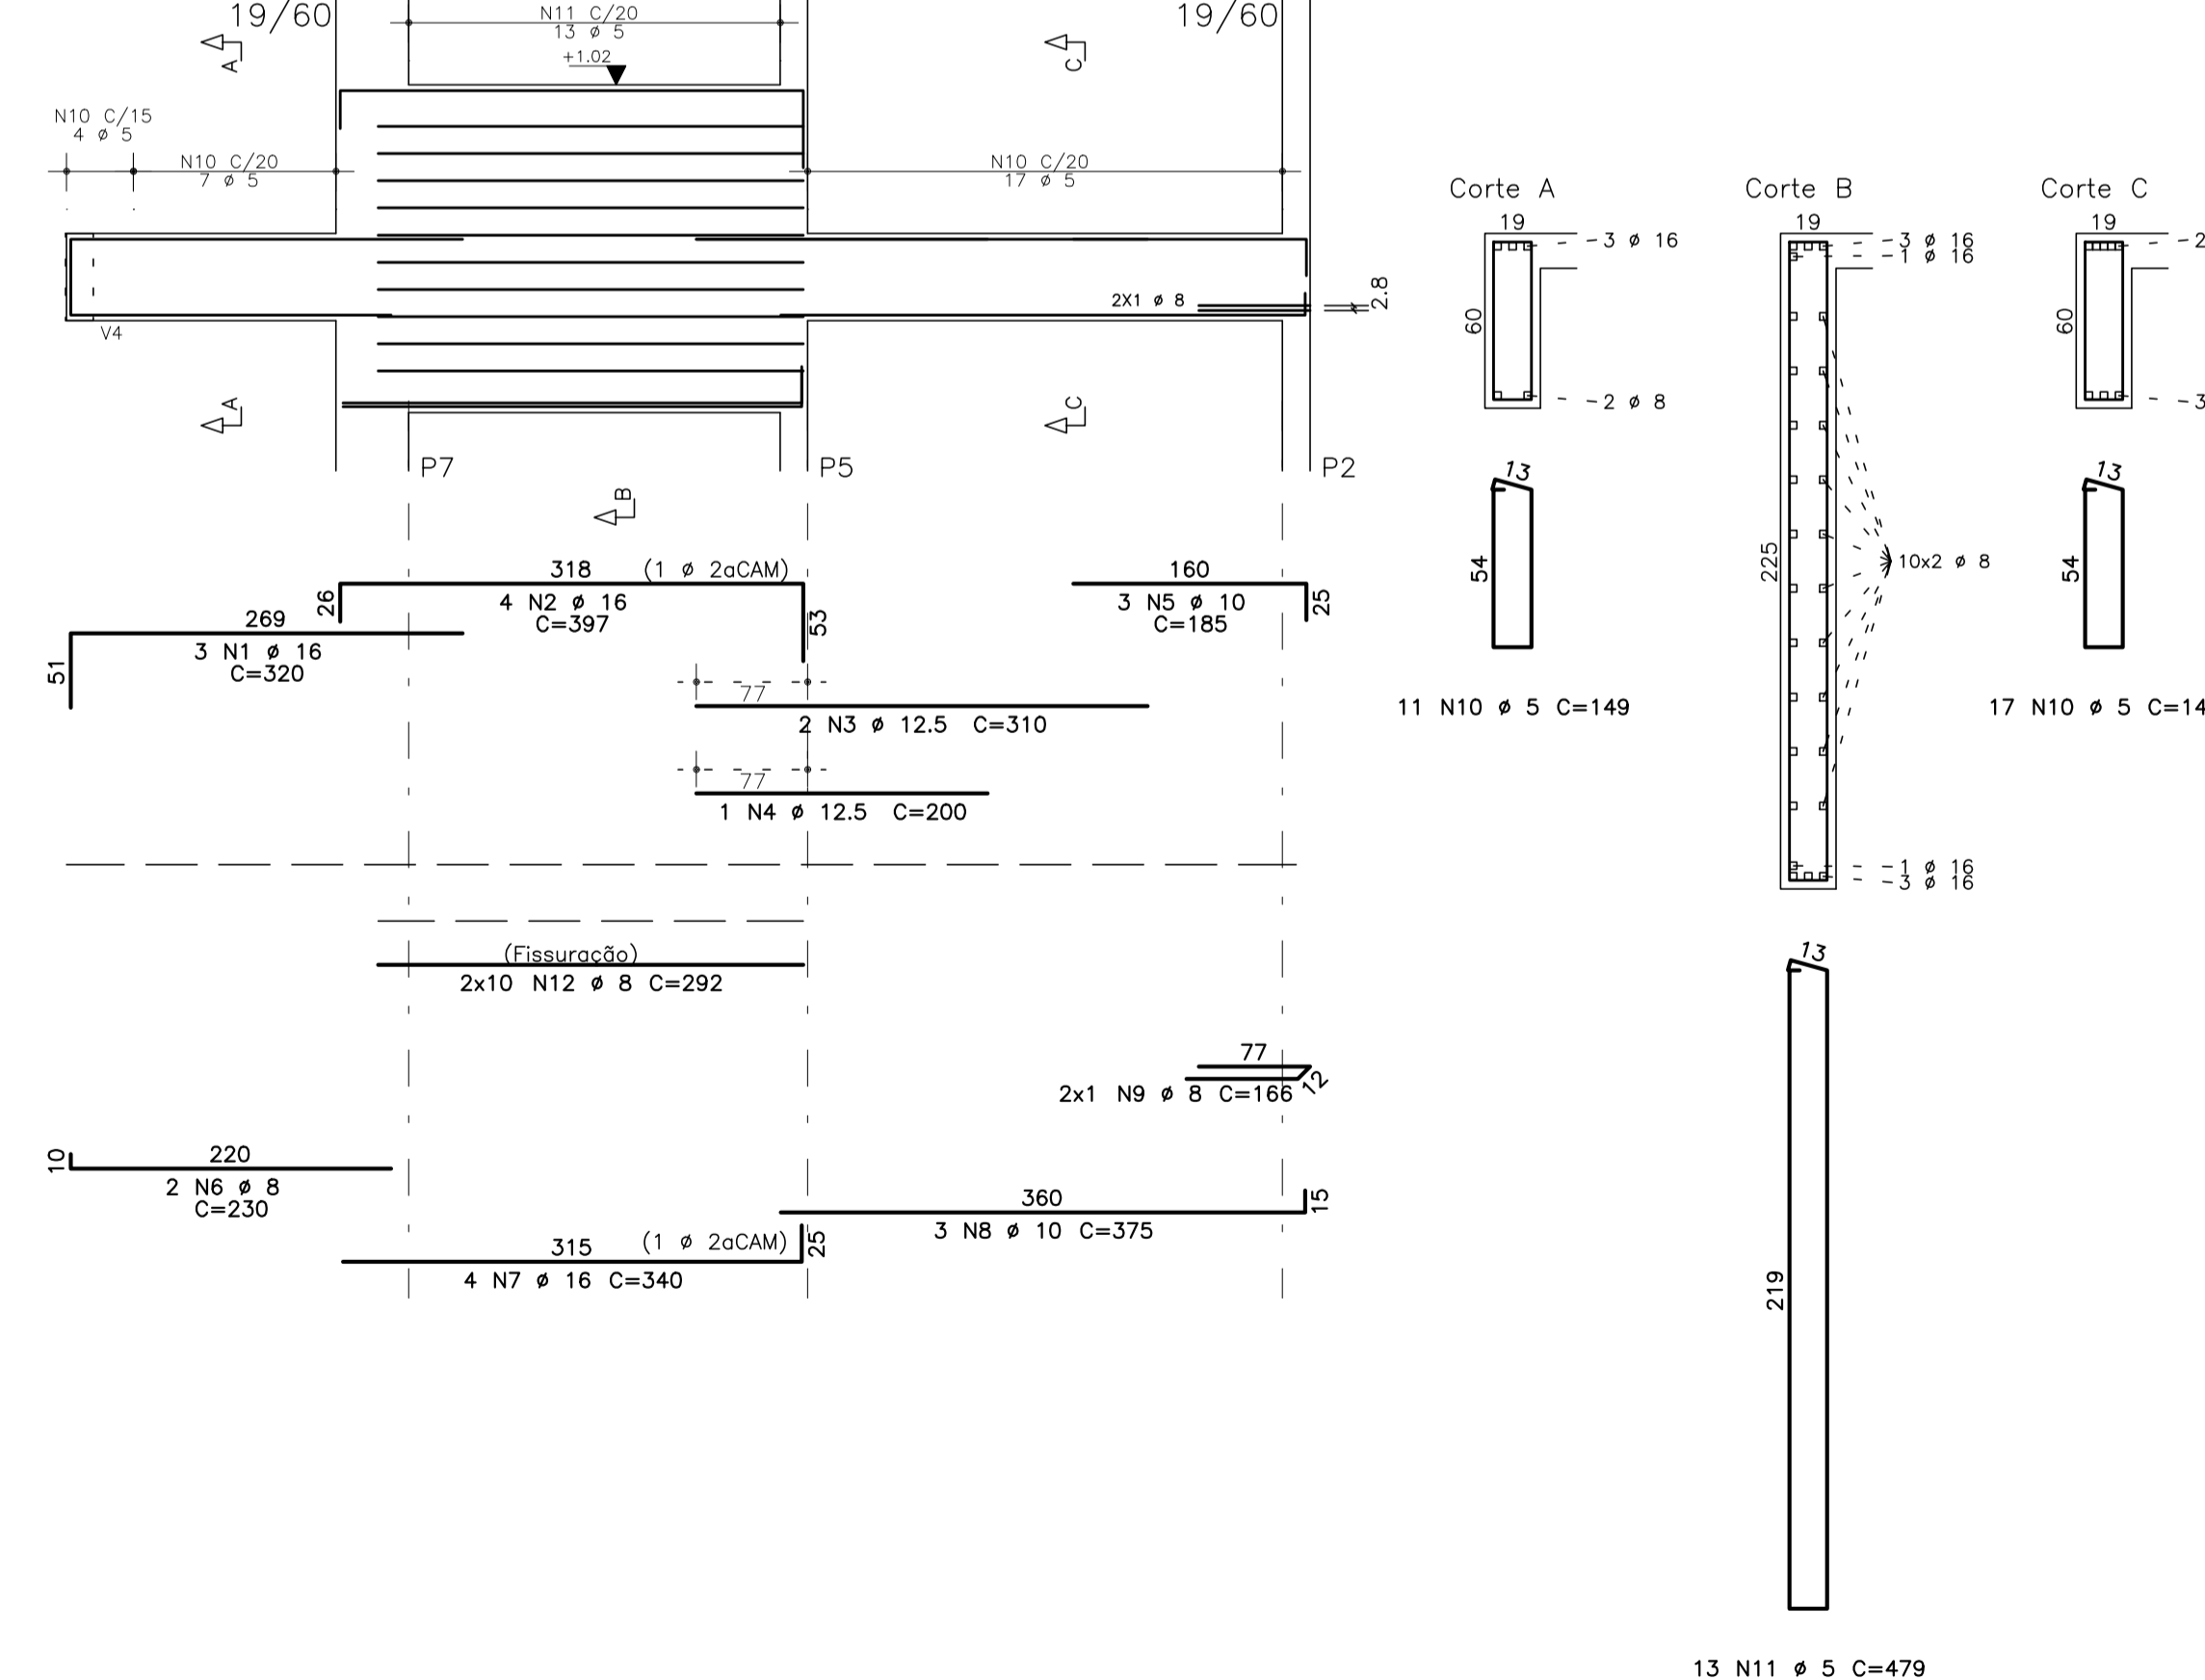 19/60
N11 C/20
13 ø 5
+1.02
19/60
A
C
N10 C/15
4 ø 5
N10 C/20
7 ø 5
N10 C/20
17 ø 5
2X1 ø 8
2.8
V4
A
C
P7
P5
P2
B
318 (1 ø 2aCAM)
26
4 N2 ø 16
C=397
53
160
3 N5 ø 10
C=185
25
269
51
3 N1 ø 16
C=320
77
2 N3 ø 12.5 C=310
77
1 N4 ø 12.5 C=200
(Fissuração)
2x10 N12 ø 8 C=292
77
2x1 N9 ø 8 C=166
12
10
220
2 N6 ø 8
C=230
360
15
3 N8 ø 10 C=375
315 (1 ø 2aCAM)
25
4 N7 ø 16 C=340
Corte A
19
3 ø 16
60
2 ø 8
13
54
11 N10 ø 5 C=149
Corte B
19
3 ø 16
1 ø 16
225
10x2 ø 8
1 ø 16
3 ø 16
13
219
13 N11 ø 5 C=479
Corte C
19
2
60
3
13
54
17 N10 ø 5 C=14